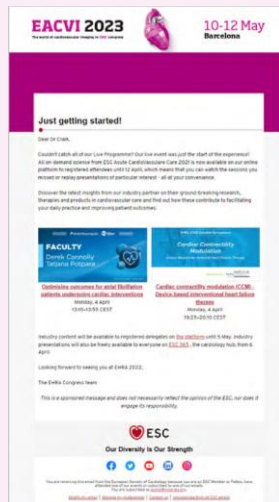 EACVI 2023
The world of cardiovascular imaging in ONE congress
10-12 May
Barcelona
Just getting started!
Dear Dr Craik,
Couldn't catch all of our Live Programme? Our live event was just the start of the experience!
All on demand science from ESC Acute CardioVascular Care 2021 is now available on our online
platform to registered attendees until 12 April, which means that you can watch the sessions you
missed or replay presentations of particular interest - all at your convenience.
Discover the latest insights from our industry partner on their ground-breaking research,
therapies and products in cardiovascular care and find out how these contribute to facilitating
your daily practice and improving patient outcomes.
FACULTY
Derek Connolly
Tatjana Potpara
Cardiac Contractility
Modulation
Optimising outcomes for atrial fibrillation
patients undergoing cardiac interventions
Monday, 4 April
13:15-13:55 CEST
Cardiac connectivity modulation (CCM) -
Device based interventional heart failure
therapy
Monday, 4 April
19:25-20:10 CEST
Industry content will be available to registered delegates on the platform until 5 May. Industry
presentations will also be freely available to everyone on ESC 365, the cardiology hub from 6
April.
Looking forward to seeing you at EHRA 2022,
The EHRA Congress team
This is a sponsored message and does not necessarily reflect the opinion of the ESC, nor does it
engage its responsibility.
ESC
Our Diversity is Our Strength